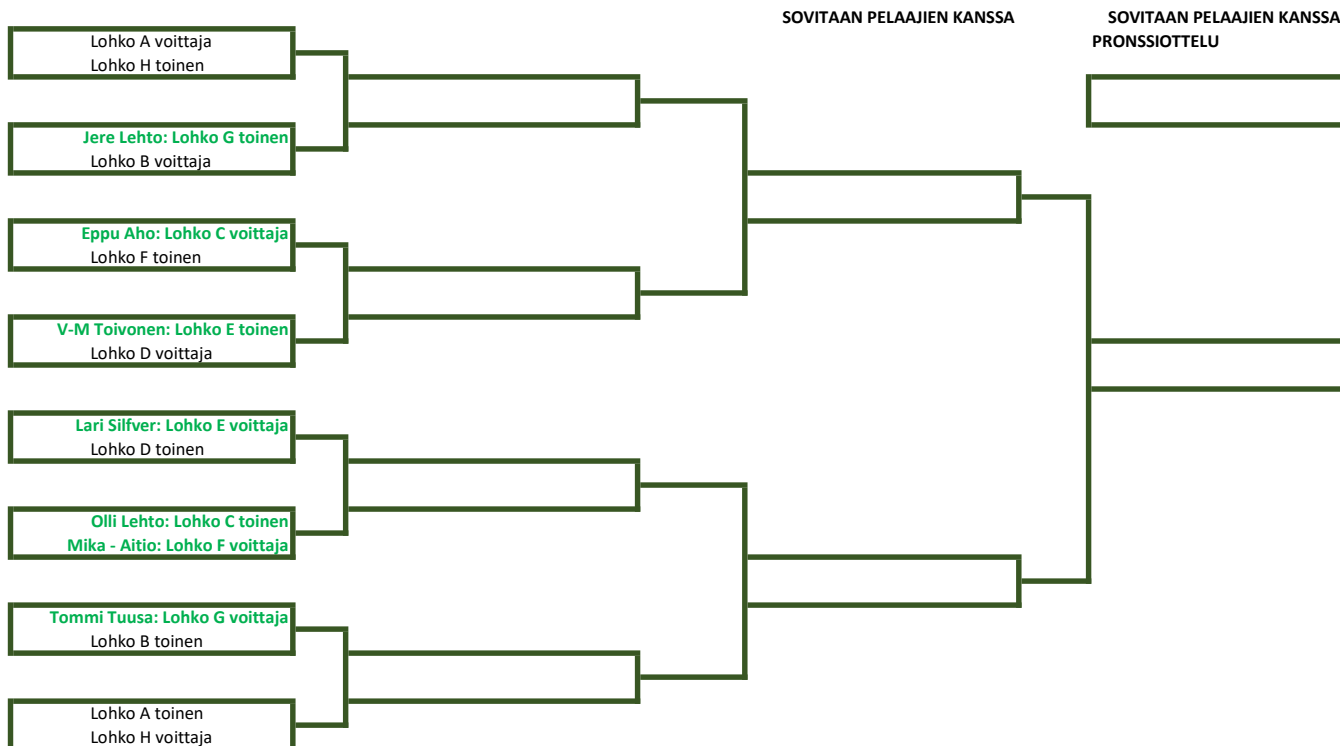 SOVITAAN PELAAJIEN KANSSA
SOVITAAN PELAAJIEN KANSSA
PRONSSIOTTELU
Lohko A voittaja
Lohko H toinen
Jere Lehto: Lohko G toinen
Lohko B voittaja
Eppu Aho: Lohko C voittaja
Lohko F toinen
V-M Toivonen: Lohko E toinen
Lohko D voittaja
Lari Silfver: Lohko E voittaja
Lohko D toinen
Olli Lehto: Lohko C toinen
Mika - Aitio: Lohko F voittaja
Tommi Tuusa: Lohko G voittaja
Lohko B toinen
Lohko A toinen
Lohko H voittaja